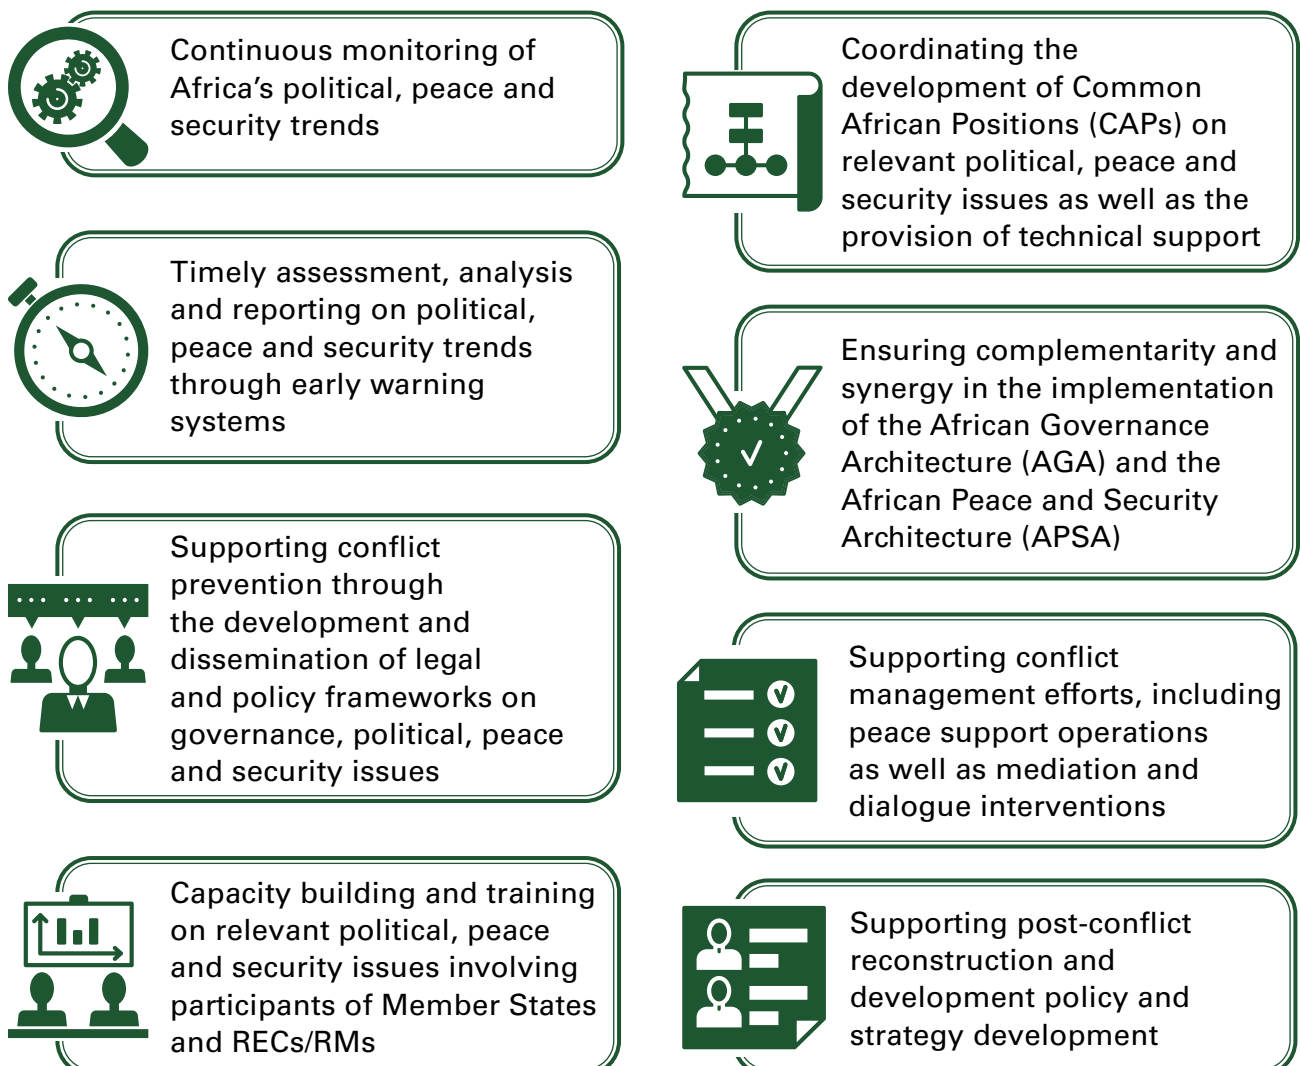 Continuous monitoring of
Africa’s political, peace and
security trends
Timely assessment, analysis
and reporting on political,
peace and security trends
through early warning
systems
Supporting conflict
prevention through
the development and
dissemination of legal
and policy frameworks on
governance, political, peace
and security issues
Capacity building and training
on relevant political, peace
and security issues involving
participants of Member States
and RECs/RMs
Coordinating the
development of Common
African Positions (CAPs) on
relevant political, peace and
security issues as well as the
provision of technical support
Ensuring complementarity and
synergy in the implementation
of the African Governance
Architecture (AGA) and the
African Peace and Security
Architecture (APSA)
Supporting conflict
management efforts, including
peace support operations
as well as mediation and
dialogue interventions
Supporting post-conflict
reconstruction and
development policy and
strategy development